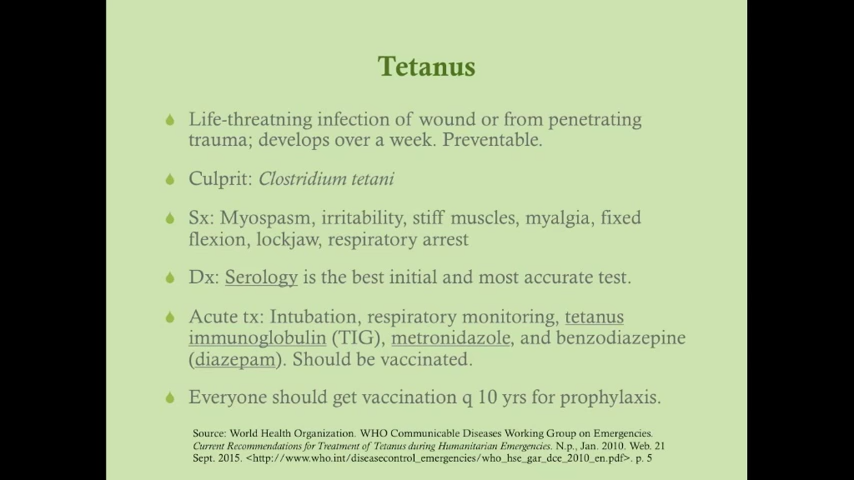 Tetanus
Life-threatning infection of wound or from penetrating
trauma; develops over a week. Preventable.
Culprit: Clostridium tetani
Sx: Myospasm, irritability, stiff muscles, myalgia, fixed
flexion, lockjaw, respiratory arrest
Dx: Serology is the best initial and most accurate test.
Acute tx: Intubation, respiratory monitoring, tetanus
immunoglobulin (TIG), metronidazole, and benzodiazepine
(diazepam). Should be vaccinated.
Everyone should get vaccination q 10 yrs for prophylaxis.
Source: World Health Organization. WHO Communicable Diseases Working Group on Emergencies.
Current Recommendations for Treatment of Tetanus during Humanitarian Emergencies. N.p., Jan. 2010. Web. 21
Sept. 2015. <http://www.who.int/diseasecontrol_emergencies/who_hse_gar_dce_2010_en.pdf>. p. 5